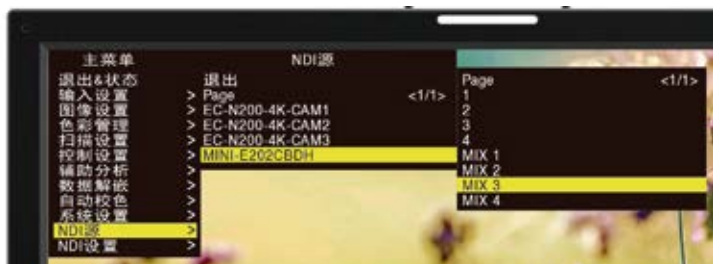 主菜单
退出&状态
输入设置 >
图像设置 >
色彩管理 >
扫描设置 >
控制设置 >
辅助分析 >
数据解嵌 >
自动校色 >
系统设置 >
NDI源 >
NDI设置 >
NDI源
退出
Page <1/1>
EC-N200-4K-CAM1
EC-N200-4K-CAM2
EC-N200-4K-CAM3
MINI-E202CBDH
Page <1/1>
1
2
3
4
MIX 1
MIX 2
MIX 3
MIX 4